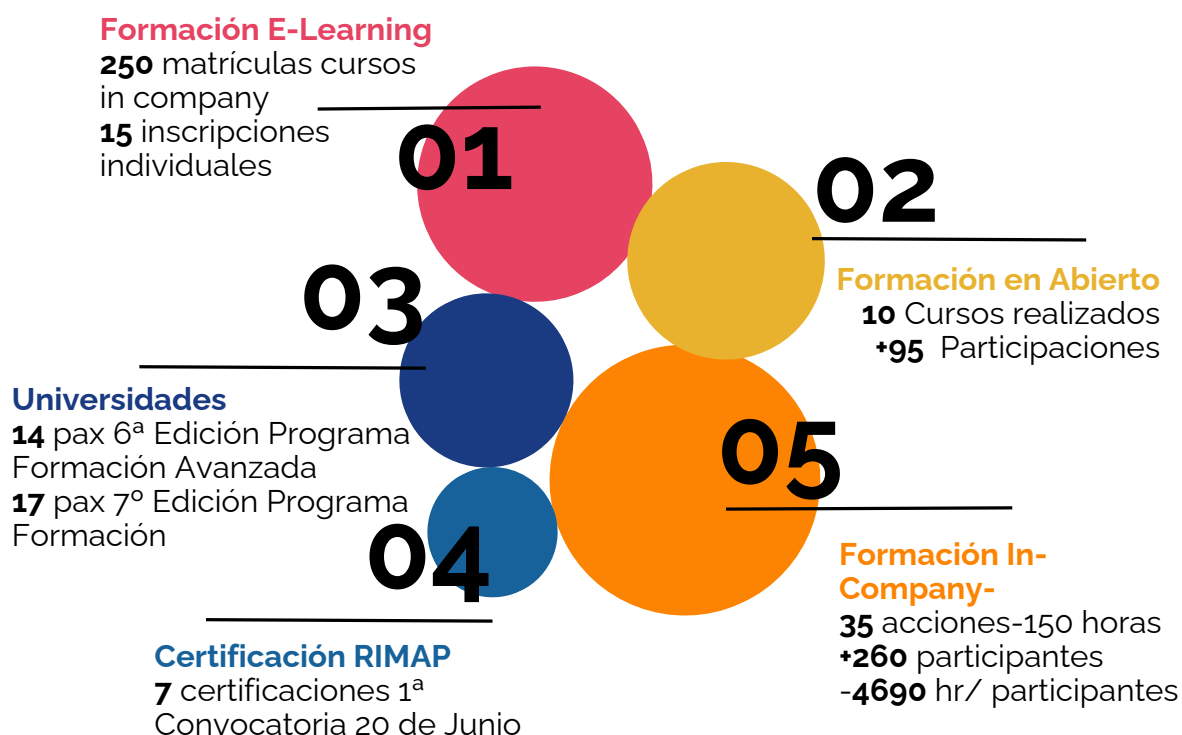 Formación E-Learning
250 matrículas cursos
in company
15 inscripciones
individuales
01
02
Formación en Abierto
10 Cursos realizados
+95 Participaciones
03
Universidades
14 pax 6ª Edición Programa
Formación Avanzada
17 pax 7º Edición Programa
Formación
04
Certificación RIMAP
7 certificaciones 1ª
Convocatoria 20 de Junio
05
Formación In-
Company-
35 acciones-150 horas
+260 participantes
-4690 hr/ participantes